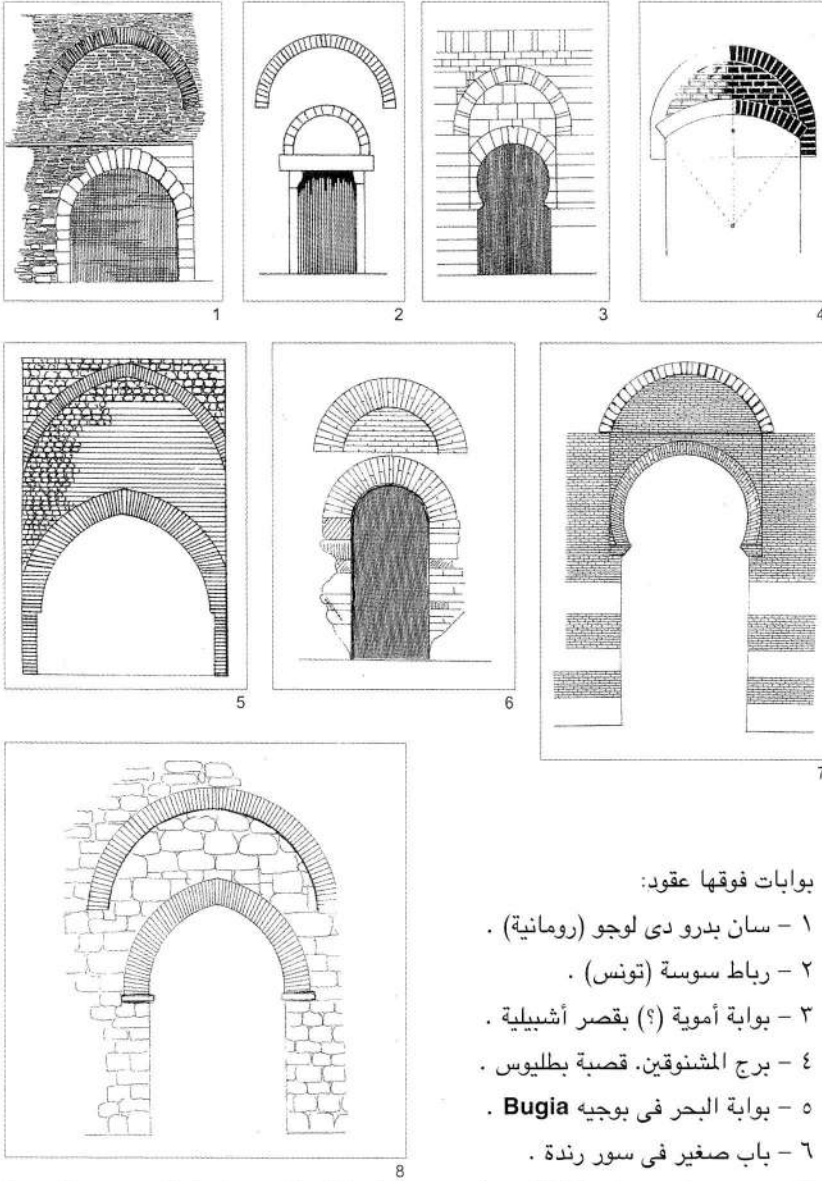 1
2
3
4
5
6
7
8
بوابات فوقها عقود:
١ – سان بدرو دى لوجو (رومانية) .
٢ – رباط سوسة (تونس) .
٣ – بوابة أموية (؟) بقصر أشبيلية .
٤ – برج المشنوقين. قصبة بطليوس .
٥ – بوابة البحر فى بوجيه Bugia .
٦ – باب صغير فى سور رندة .